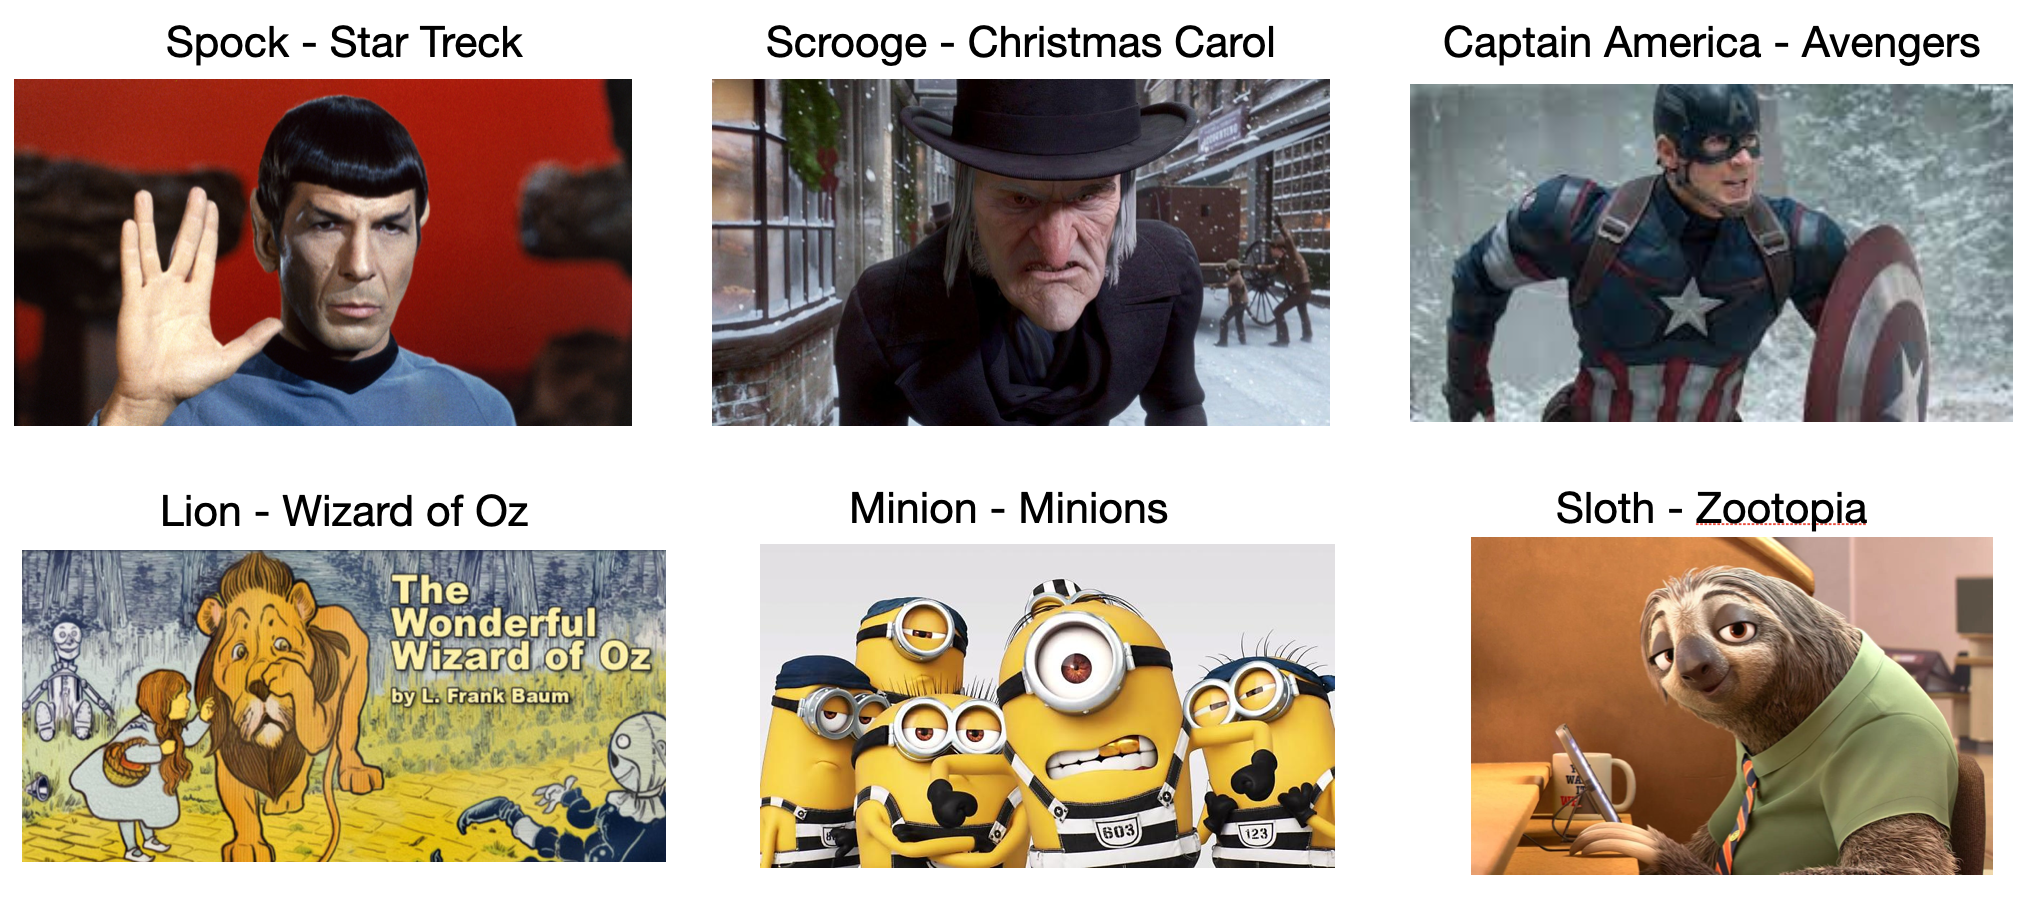 Spock - Star Treck
Scrooge - Christmas Carol
Captain America - Avengers
Lion - Wizard of Oz
The
Wonderful
Wizard of Oz
by L. Frank Baum
Minion - Minions
603
123
Sloth - Zootopia